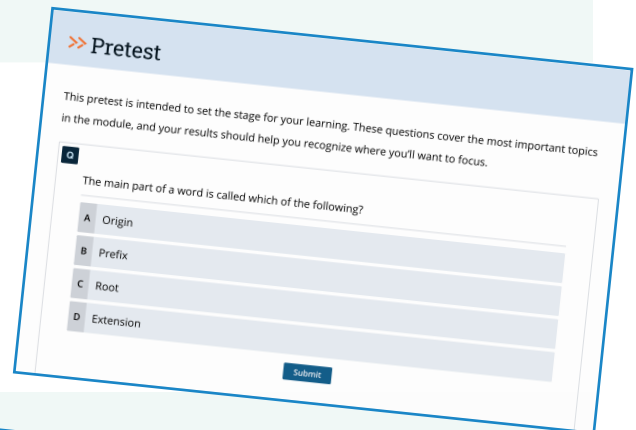 >> Pretest
This pretest is intended to set the stage for your learning. These questions cover the most important topics
in the module, and your results should help you recognize where you'll want to focus.
Q
The main part of a word is called which of the following?
A Origin
B Prefix
C Root
D Extension
Submit